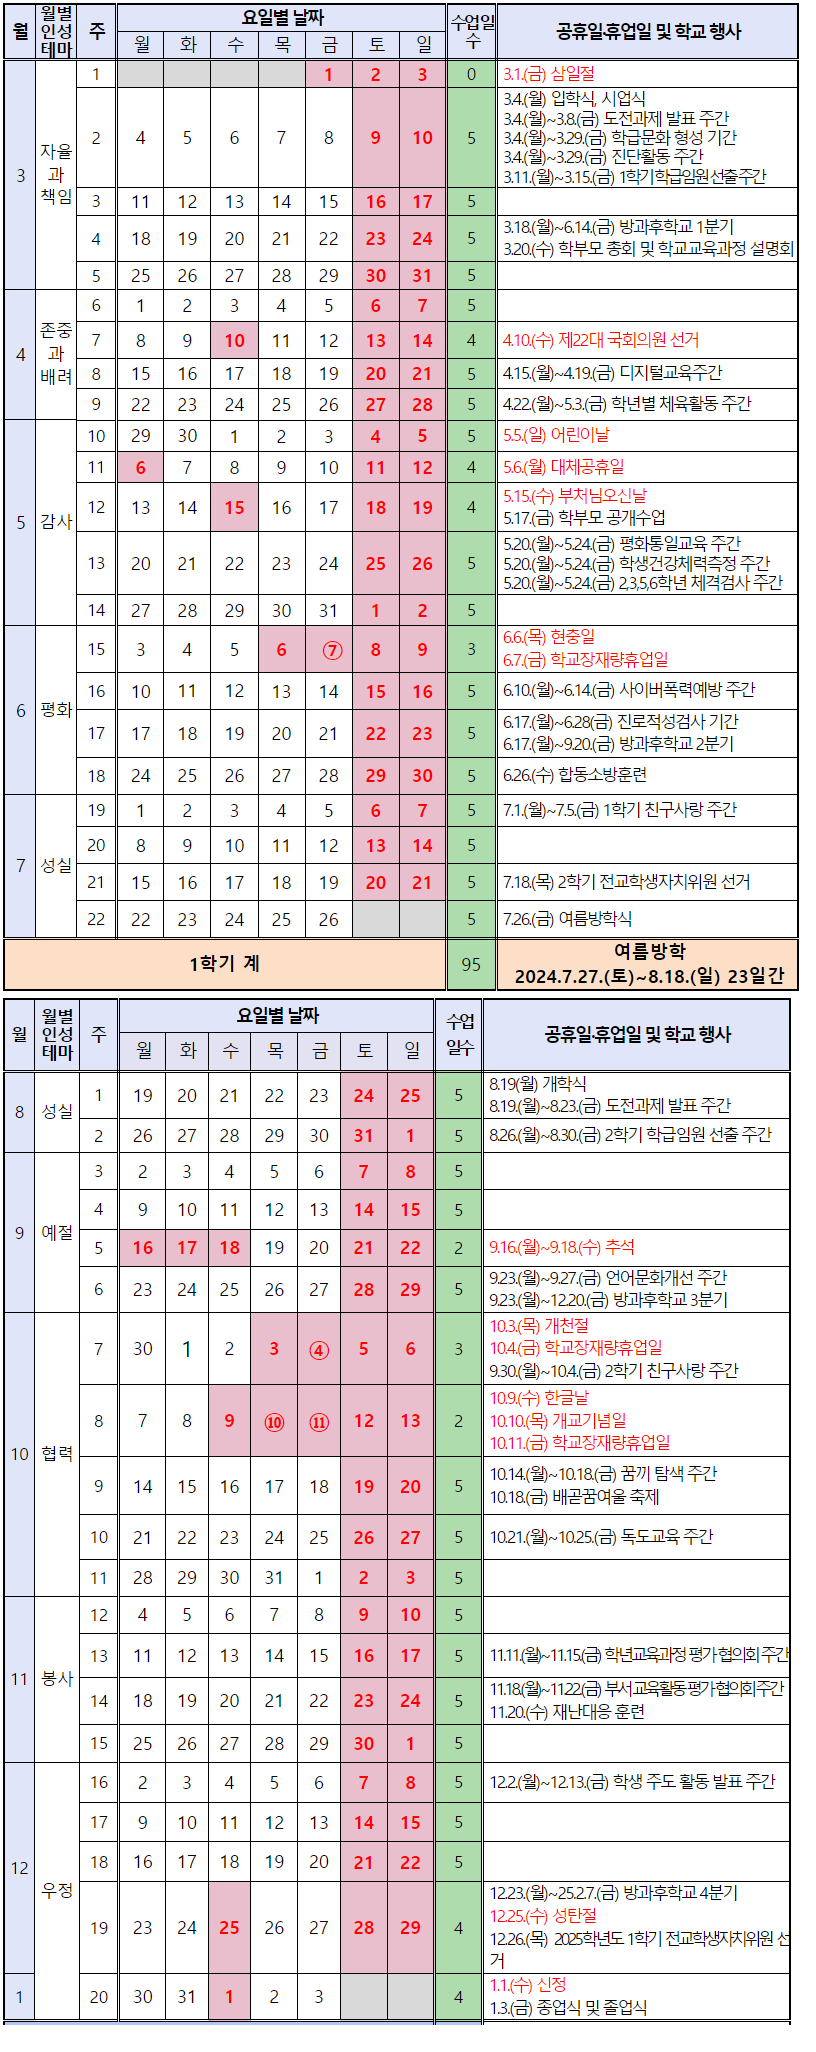 월 월별 인성 테마 주 요일별 날짜 수업일수 공휴일·휴업일 및 학교 행사
월 화 수 목 금 토 일
3 자율과 책임
1 1 2 3 0 3.1.(금) 삼일절
2 4 5 6 7 8 9 10 5 3.4.(월) 입학식, 시업식
3.4.(월)~3.8.(금) 도전과제 발표 주간
3.4.(월)~3.29.(금) 학급문화 형성 기간
3.4.(월)~3.29.(금) 진단활동 주간
3.11.(월)~3.15.(금) 1학기 학급임원 선출 주간
3 11 12 13 14 15 16 17 5
4 18 19 20 21 22 23 24 5 3.18.(월)~6.14.(금) 방과후학교 1분기
3.20.(수) 학부모 총회 및 학교교육과정 설명회
5 25 26 27 28 29 30 31 5
4 존중과 배려
6 1 2 3 4 5 6 7 5
7 8 9 10 11 12 13 14 4 4.10.(수) 제22대 국회의원 선거
8 15 16 17 18 19 20 21 5 4.15.(월)~4.19.(금) 디지털교육주간
9 22 23 24 25 26 27 28 5 4.22.(월)~5.3.(금) 학년별 체육활동 주간
5 감사
10 29 30 1 2 3 4 5 5 5.5.(일) 어린이날
11 6 7 8 9 10 11 12 4 5.6.(월) 대체공휴일
12 13 14 15 16 17 18 19 4 5.15.(수) 부처님오신날
5.17.(금) 학부모 공개수업
13 20 21 22 23 24 25 26 5 5.20.(월)~5.24.(금) 평화통일교육 주간
5.20.(월)~5.24.(금) 학생건강체력측정 주간
5.20.(월)~5.24.(금) 2,3,5,6학년 체격검사 주간
14 27 28 29 30 31 1 2 5
6 평화
15 3 4 5 6 ⑦ 8 9 3 6.6.(목) 현충일
6.7.(금) 학교장재량휴업일
16 10 11 12 13 14 15 16 5 6.10.(월)~6.14.(금) 사이버폭력예방 주간
17 17 18 19 20 21 22 23 5 6.17.(월)~6.28(금) 진로적성검사 기간
6.17.(월)~9.20.(금) 방과후학교 2분기
18 24 25 26 27 28 29 30 5 6.26.(수) 합동소방훈련
7 성실
19 1 2 3 4 5 6 7 5 7.1.(월)~7.5.(금) 1학기 친구사랑 주간
20 8 9 10 11 12 13 14 5
21 15 16 17 18 19 20 21 5 7.18.(목) 2학기 전교학생자치위원 선거
22 22 23 24 25 26 5 7.26.(금) 여름방학식
1학기 계 95 여름방학
2024.7.27.(토)~8.18.(일) 23일간
월 월별 인성 테마 주 요일별 날짜 수업 일수 공휴일·휴업일 및 학교 행사
월 화 수 목 금 토 일
8 성실
1 19 20 21 22 23 24 25 5 8.19(월) 개학식
8.19.(월)~8.23.(금) 도전과제 발표 주간
2 26 27 28 29 30 31 1 5 8.26.(월)~8.30.(금) 2학기 학급임원 선출 주간
9 예절
3 2 3 4 5 6 7 8 5
4 9 10 11 12 13 14 15 5
5 16 17 18 19 20 21 22 2 9.16.(월)~9.18.(수) 추석
6 23 24 25 26 27 28 29 5 9.23.(월)~9.27.(금) 언어문화개선 주간
9.23.(월)~12.20.(금) 방과후학교 3분기
10 협력
7 30 1 2 3 ④ 5 6 3 10.3.(목) 개천절
10.4.(금) 학교장재량휴업일
9.30.(월)~10.4.(금) 2학기 친구사랑 주간
8 7 8 9 ⑩ ⑪ 12 13 2 10.9.(수) 한글날
10.10.(목) 개교기념일
10.11.(금) 학교장재량휴업일
9 14 15 16 17 18 19 20 5 10.14.(월)~10.18.(금) 꿈끼 탐색 주간
10.18.(금) 배곧꿈여울 축제
10 21 22 23 24 25 26 27 5 10.21.(월)~10.25.(금) 독도교육 주간
11 28 29 30 31 1 2 3 5
11 봉사
12 4 5 6 7 8 9 10 5
13 11 12 13 14 15 16 17 5 11.11.(월)~11.15.(금) 학년교육과정 평가 협의회 주간
14 18 19 20 21 22 23 24 5 11.18(월)~11.22(금) 부서 교육활동 평가 협의회 주간
11.20.(수) 재난대응 훈련
15 25 26 27 28 29 30 1 5
12 우정
16 2 3 4 5 6 7 8 5 12.2.(월)~12.13.(금) 학생 주도 활동 발표 주간
17 9 10 11 12 13 14 15 5
18 16 17 18 19 20 21 22 5
19 23 24 25 26 27 28 29 4 12.23.(월)~25.2.7.(금) 방과후학교 4분기
12.25.(수) 성탄절
12.26.(목) 2025학년도 1학기 전교학생자치위원 선거
1
20 30 31 1 2 3 4 1.1.(수) 신정
1.3.(금) 종업식 및 졸업식